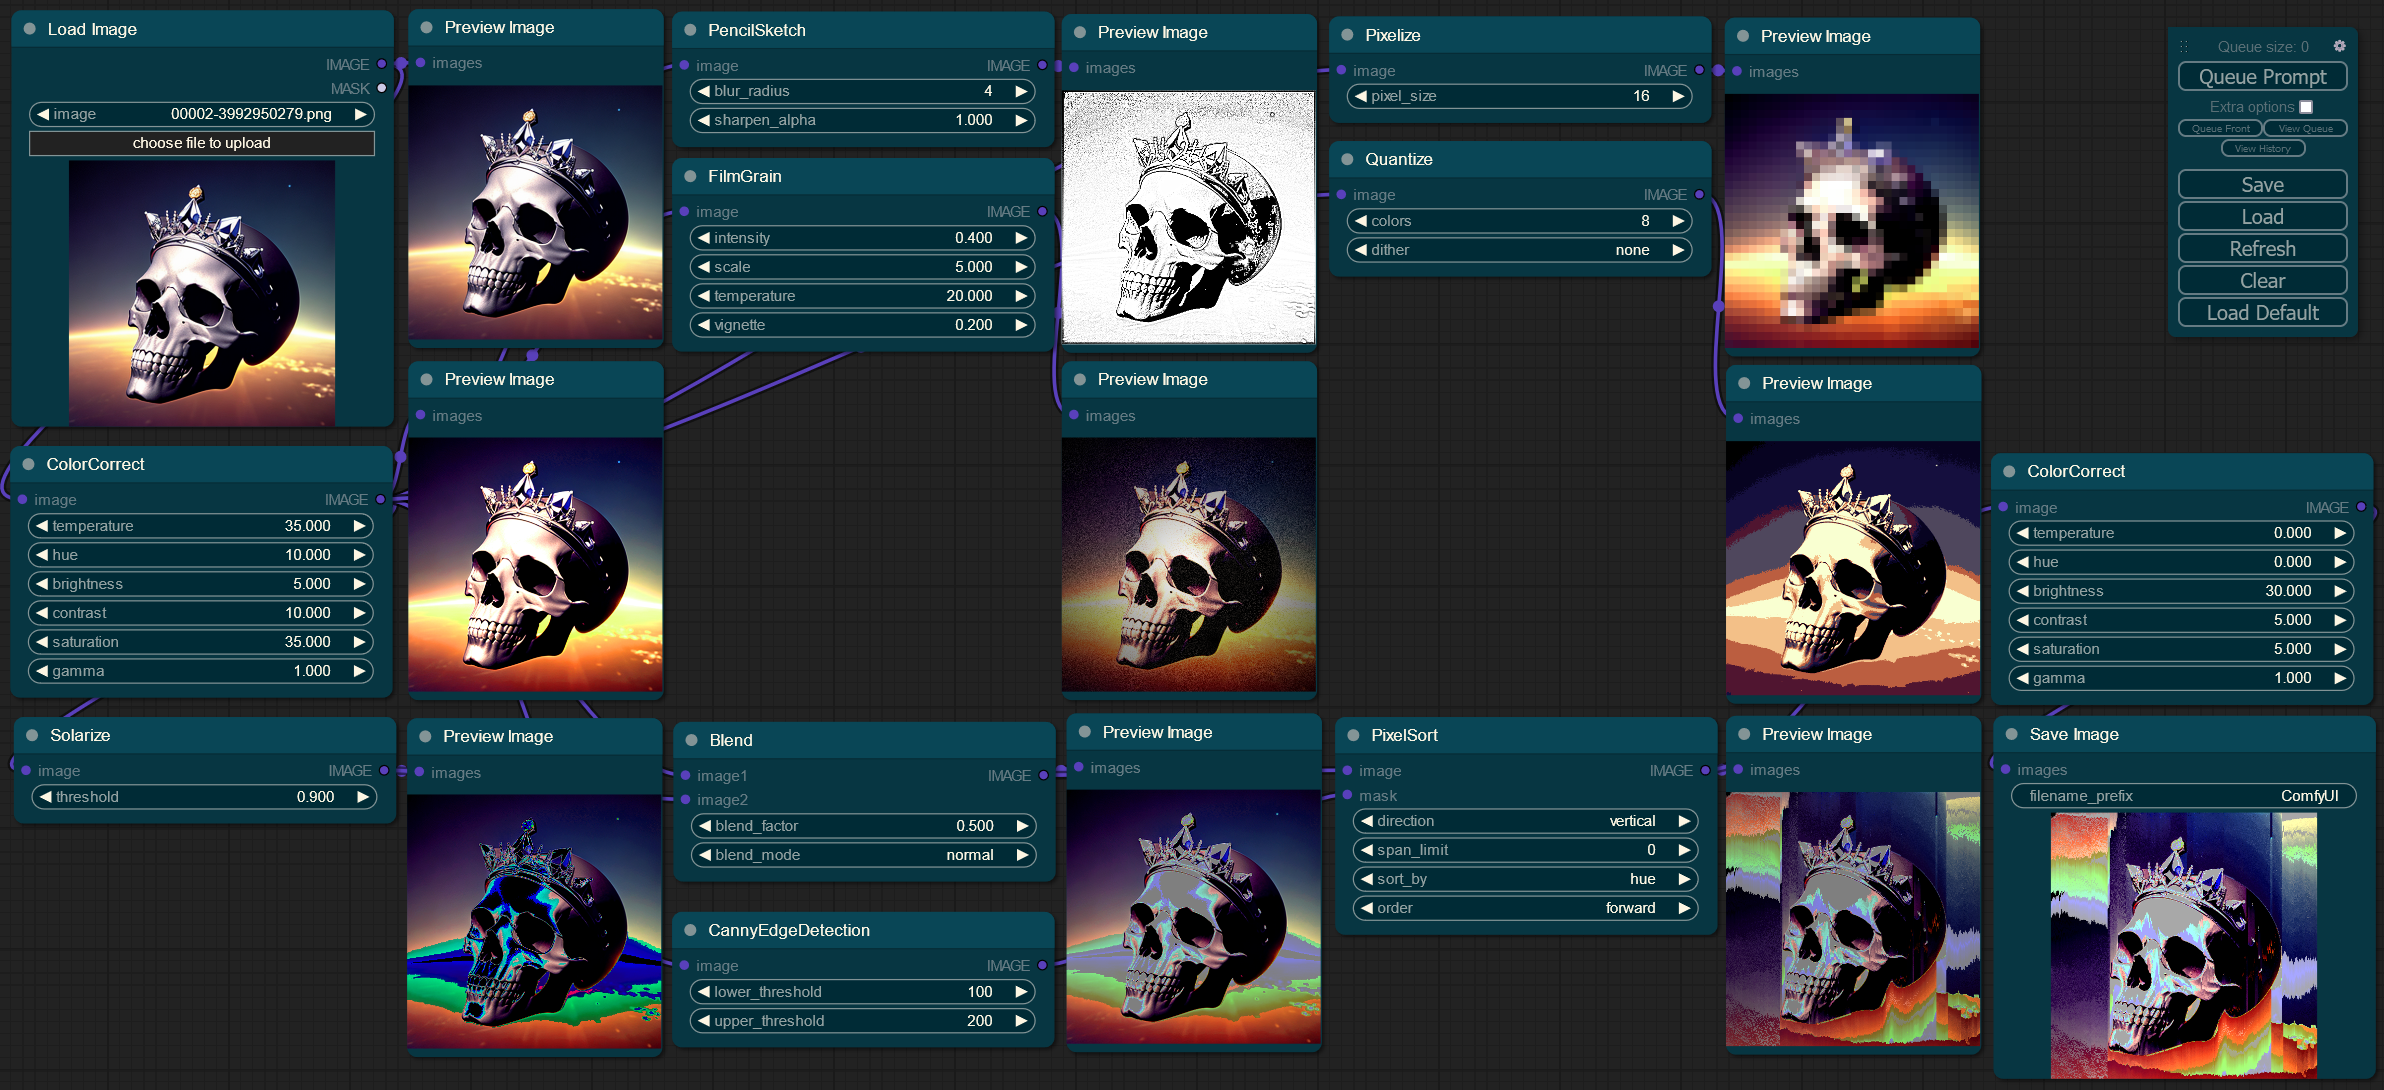 Load Image
IMAGE
MASK
image 00002-3992950279.png
choose file to upload
Preview Image
images
PencilSketch
image IMAGE
blur_radius 4
sharpen_alpha 1.000
FilmGrain
image IMAGE
intensity 0.400
scale 5.000
temperature 20.000
vignette 0.200
Preview Image
images
Pixelize
image IMAGE
pixel_size 16
Quantize
image IMAGE
colors 8
dither none
Preview Image
images
Queue size: 0
Queue Prompt
Extra options
Queue Front View Queue
View History
Save
Load
Refresh
Clear
Load Default
ColorCorrect
image IMAGE
temperature 35.000
hue 10.000
brightness 5.000
contrast 10.000
saturation 35.000
gamma 1.000
Preview Image
images
Preview Image
images
Preview Image
images
ColorCorrect
image IMAGE
temperature 0.000
hue 0.000
brightness 30.000
contrast 5.000
saturation 5.000
gamma 1.000
Solarize
image IMAGE
threshold 0.900
Preview Image
images
Blend
image1 IMAGE
image2
blend_factor 0.500
blend_mode normal
CannyEdgeDetection
image IMAGE
lower_threshold 100
upper_threshold 200
Preview Image
images
PixelSort
image IMAGE
mask
direction vertical
span_limit 0
sort_by hue
order forward
Preview Image
images
Save Image
images
filename_prefix ComfyUI